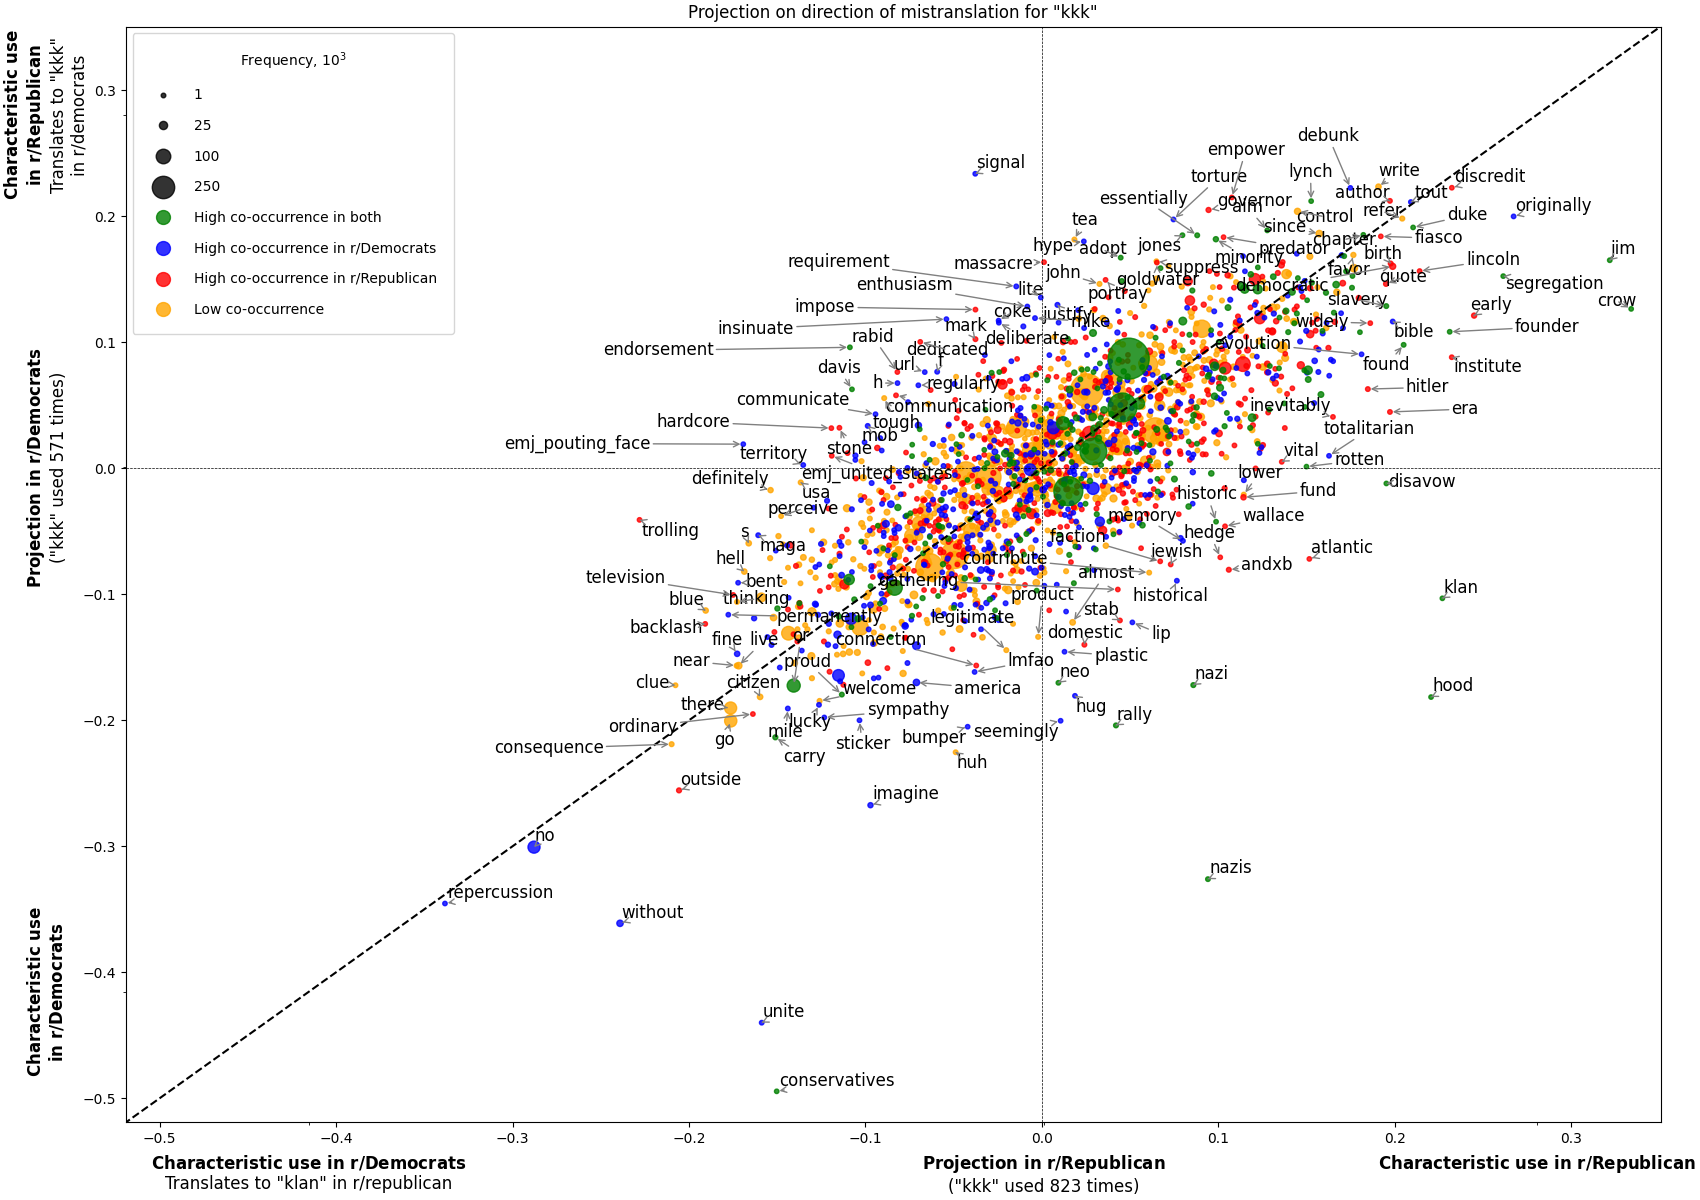 Projection on direction of mistranslation for "kkk"
Characteristic use
in r/Republican
Translates to "kkk"
in r/democrats
Projection in r/Democrats
("kkk" used 571 times)
Characteristic use
in r/Democrats
0.3
0.2
0.1
0.0
−0.1
−0.2
−0.3
−0.4
−0.5
Frequency, 10³
1
25
100
250
High co-occurrence in both
High co-occurrence in r/Democrats
High co-occurrence in r/Republican
Low co-occurrence
debunk
empower
signal
lynch
write
torture
discredit
essentially
governor
author
tout
aim
originally
tea
control
refer
duke
since
hype
adopt
jones
predator
chapter
fiasco
jim
requirement
massacre
minority
birth
lincoln
john
suppress
favor
quote
enthusiasm
lite
goldwater
democratic
segregation
portray
impose
coke
justify
slavery
early
crow
insinuate
mark
mike
widely
bible
founder
endorsement
rabid
dedicated
deliberate
evolution
davis
url
f
found
institute
h
regularly
hitler
communicate
communication
inevitably
era
hardcore
tough
totalitarian
emj_pouting_face
mob
stone
territory
vital
rotten
definitely
emj_united_states
lower
disavow
usa
historic
fund
perceive
memory
wallace
trolling
s
maga
faction
hedge
jewish
atlantic
hell
contribute
andxb
television
bent
gathering
almost
klan
blue
thinking
product
historical
permanently
legitimate
stab
backlash
domestic
lip
fine
live
or
connection
near
proud
lmfao
plastic
clue
citizen
welcome
america
neo
nazi
hood
there
sympathy
hug
ordinary
lucky
rally
consequence
go
mile
sticker
bumper
seemingly
carry
huh
outside
imagine
no
nazis
repercussion
without
unite
conservatives
−0.5
−0.4
−0.3
−0.2
−0.1
0.0
0.1
0.2
0.3
Characteristic use in r/Democrats
Translates to "klan" in r/republican
Projection in r/Republican
("kkk" used 823 times)
Characteristic use in r/Republican